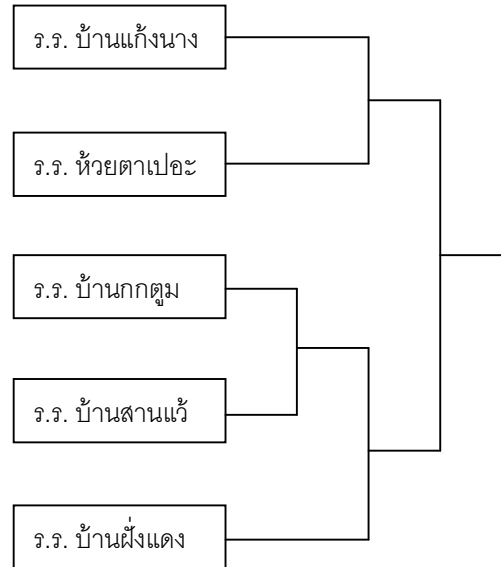 ร.ร. บ้านแก้งนาง
ร.ร. ห้วยตาเปอะ
ร.ร. บ้านกกตูม
ร.ร. บ้านสานแว้
ร.ร. บ้านฝั่งแดง